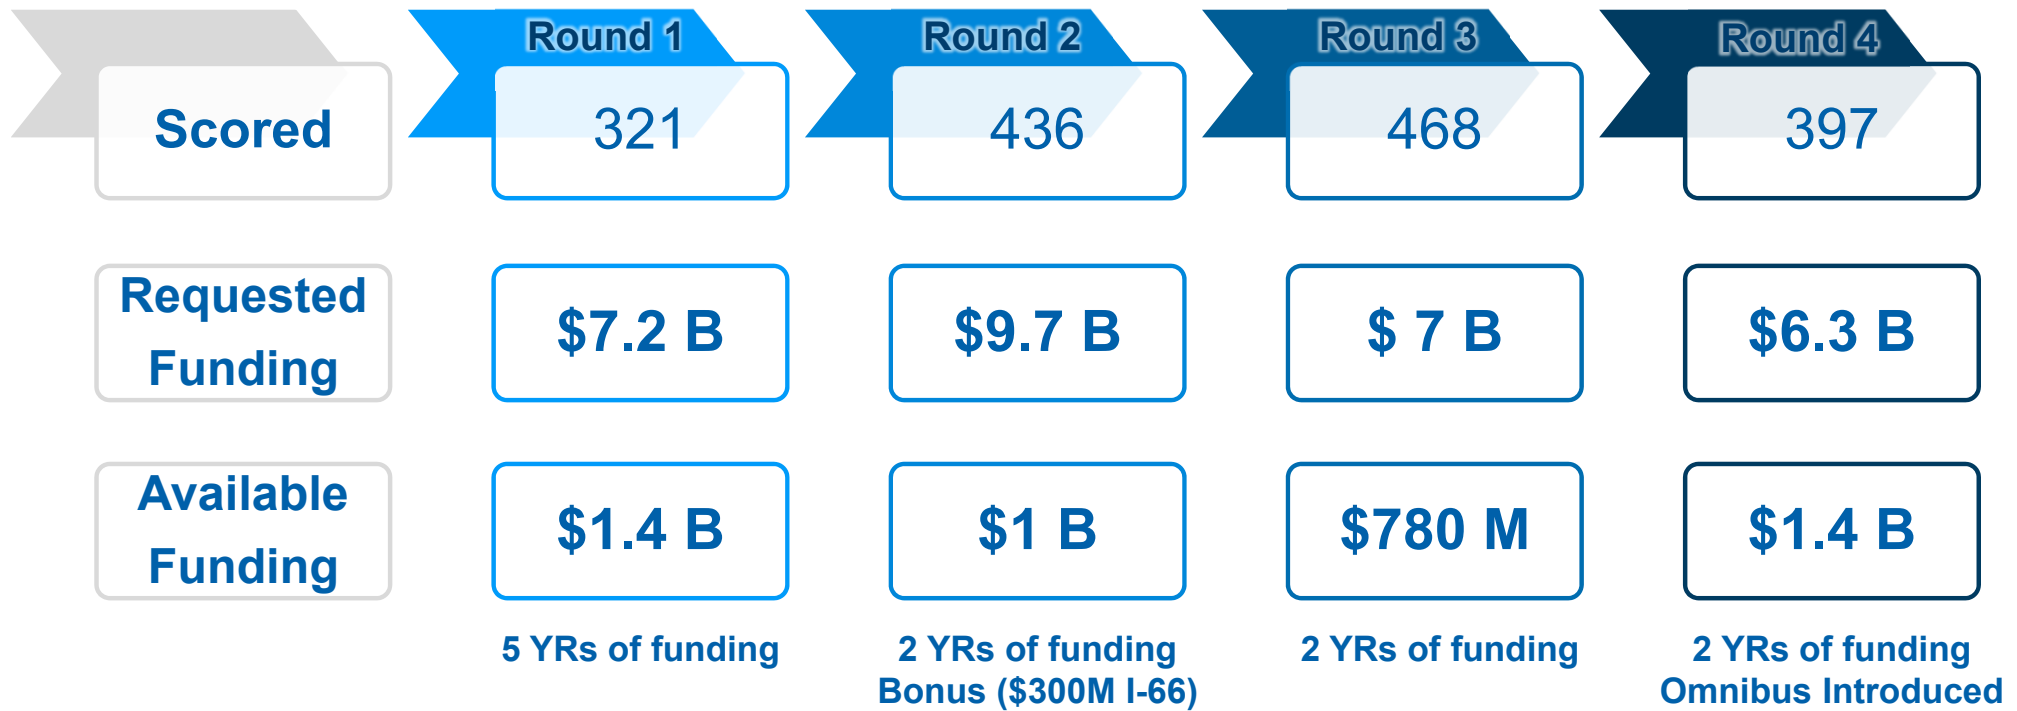 Round 1
Round 2
Round 3
Round 4
Scored
321
436
468
397
Requested
Funding
$7.2 B
$9.7 B
$ 7 B
$6.3 B
Available
Funding
$1.4 B
$1 B
$780 M
$1.4 B
5 YRs of funding
2 YRs of funding
Bonus ($300M I-66)
2 YRs of funding
2 YRs of funding
Omnibus Introduced